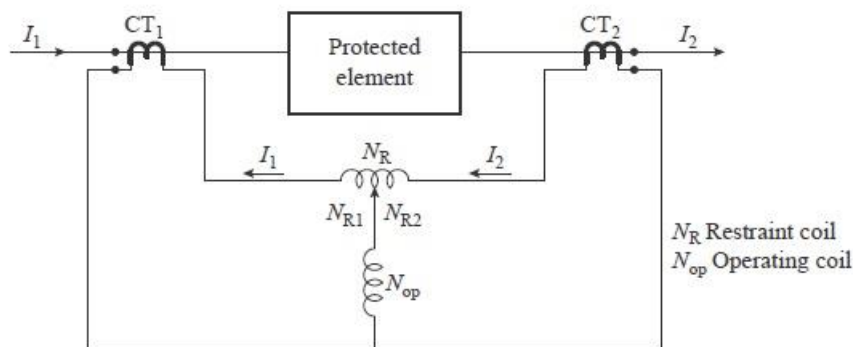 CT1
CT2
I1
I2
Protected
element
I1
NR
I2
NR1
NR2
Nop
NR Restraint coil
Nop Operating coil